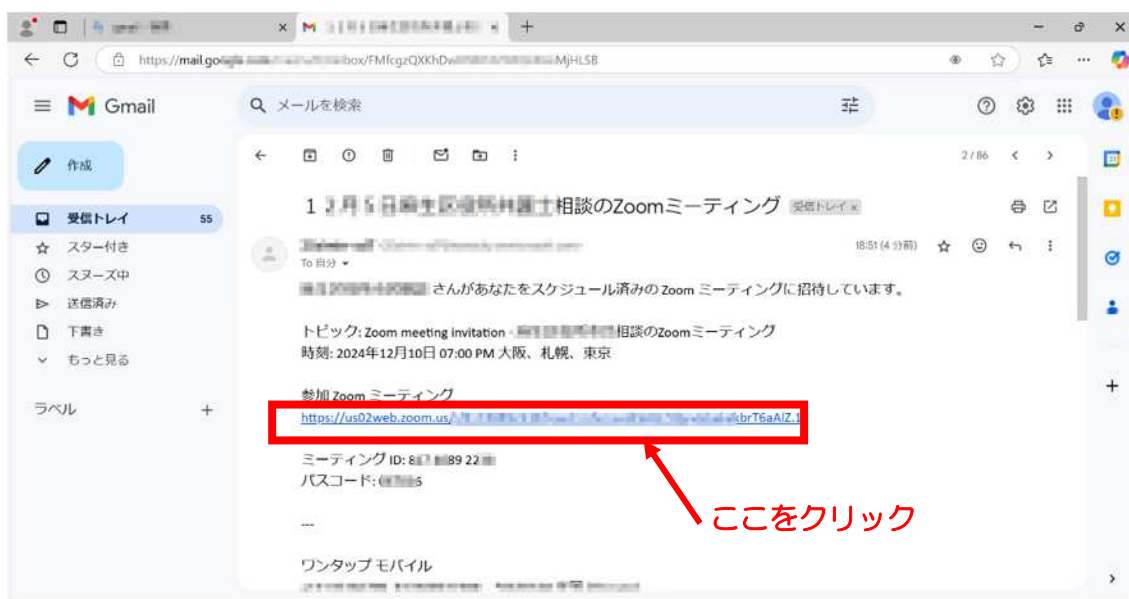 https://mail.go
box/FMfcgzQXKhDw
MjHLSB
Gmail
メールを検索
作成
2 / 86
受信トレイ 55
スター付き
スヌーズ中
送信済み
下書き
もっと見る
ラベル
相談のZoomミーティング 受信トレイ x
18:51 (4 分前)
To 自分
さんがあなたをスケジュール済みの Zoom ミーティングに招待しています。
トピック: Zoom meeting invitation - 相談のZoomミーティング
時刻: 2024年12月10日 07:00 PM 大阪、札幌、東京
参加 Zoom ミーティング
https://us02web.zoom.us/ kbrT6aAlZ.1
ミーティング ID: 89 22
パスコード:
ここをクリック
---
ワンタップ モバイル